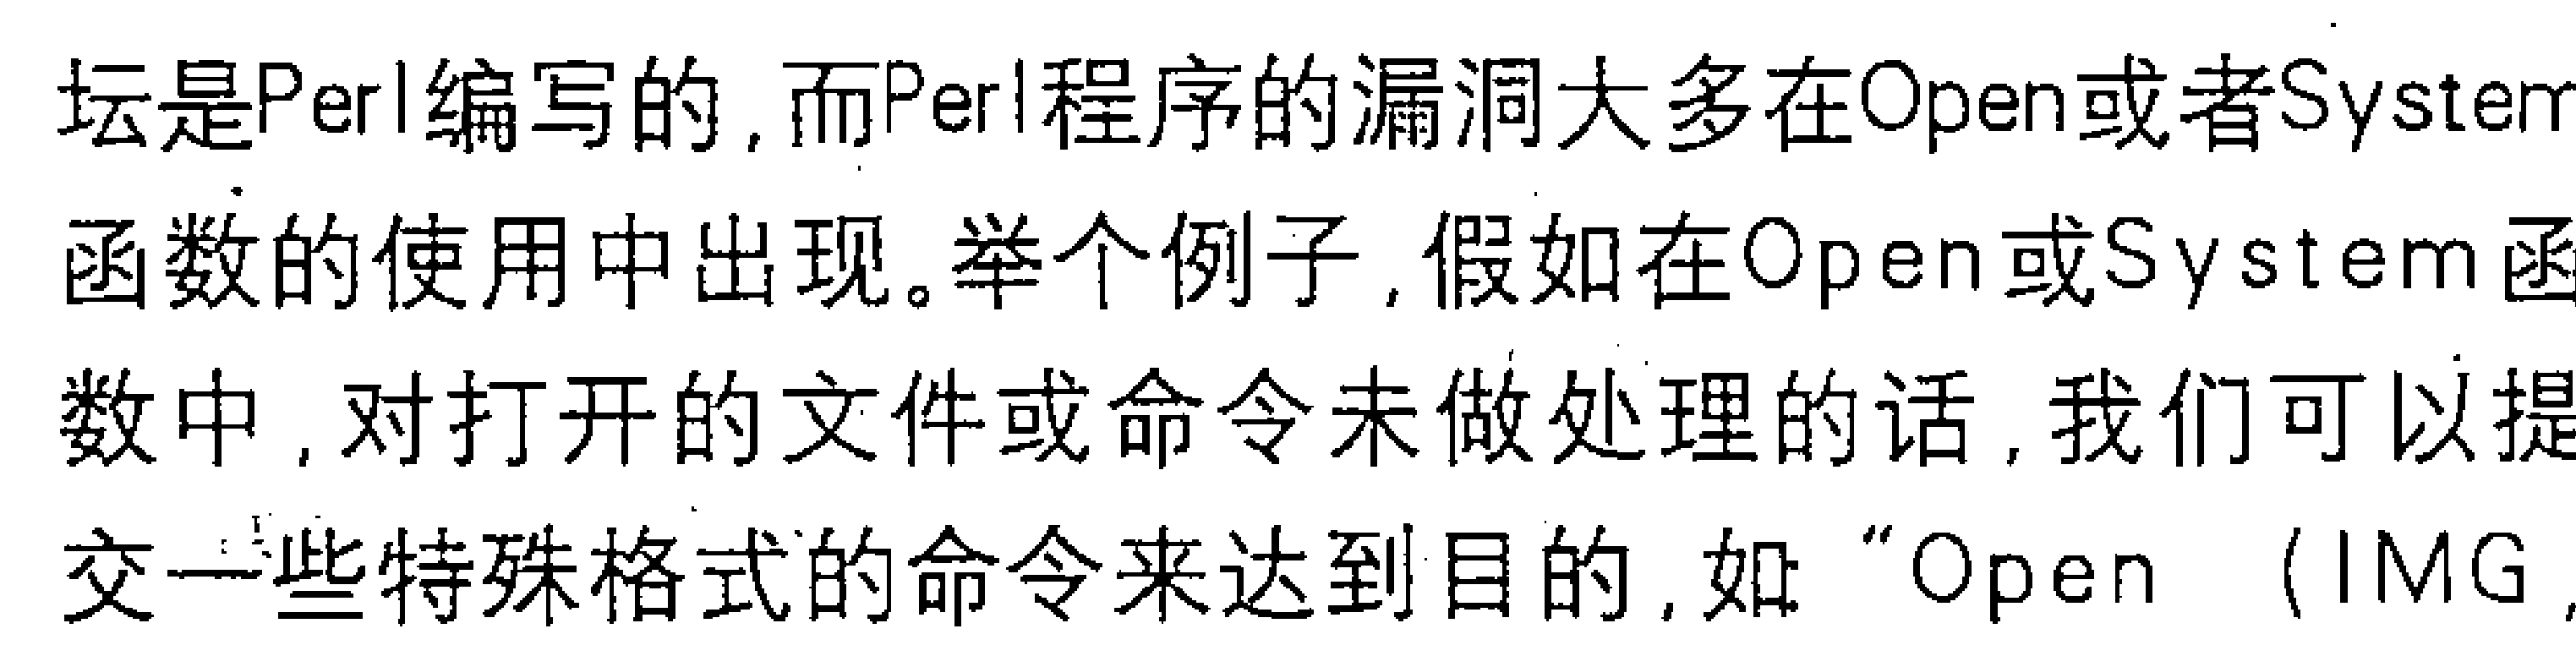 坛是Perl编写的,而Perl程序的漏洞大多在Open或者System
函数的使用中出现。举个例子,假如在Open或System函
数中,对打开的文件或命令未做处理的话,我们可以提
交一些特殊格式的命令来达到目的,如“Open (IMG,